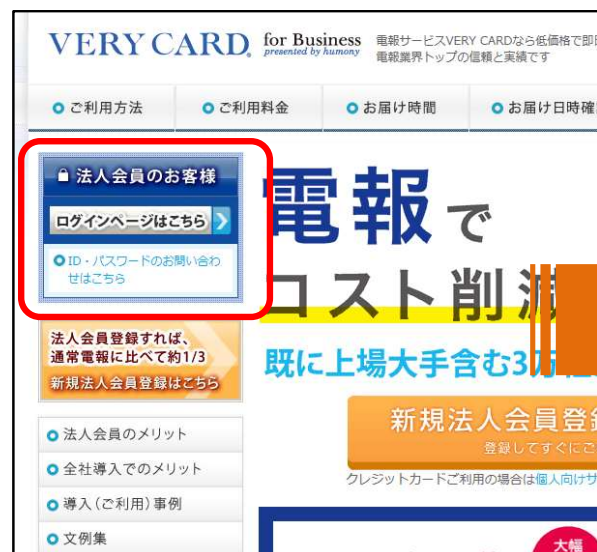 VERY CARD for Business
presented by humony
電報サービスVERY CARDなら低価格で即
電報業界トップの信頼と実績です
ご利用方法
ご利用料金
お届け時間
お届け日時確
法人会員のお客様
ログインページはこちら
ID・パスワードのお問い合わ
せはこちら
電報で
コスト削減
法人会員登録すれば、
通常電報に比べて約1/3
新規法人会員登録はこちら
既に上場大手含む3万
新規法人会員登
登録してすぐにご
クレジットカードご利用の場合は個人向けサ
法人会員のメリット
全社導入でのメリット
導入(ご利用)事例
文例集
大幅